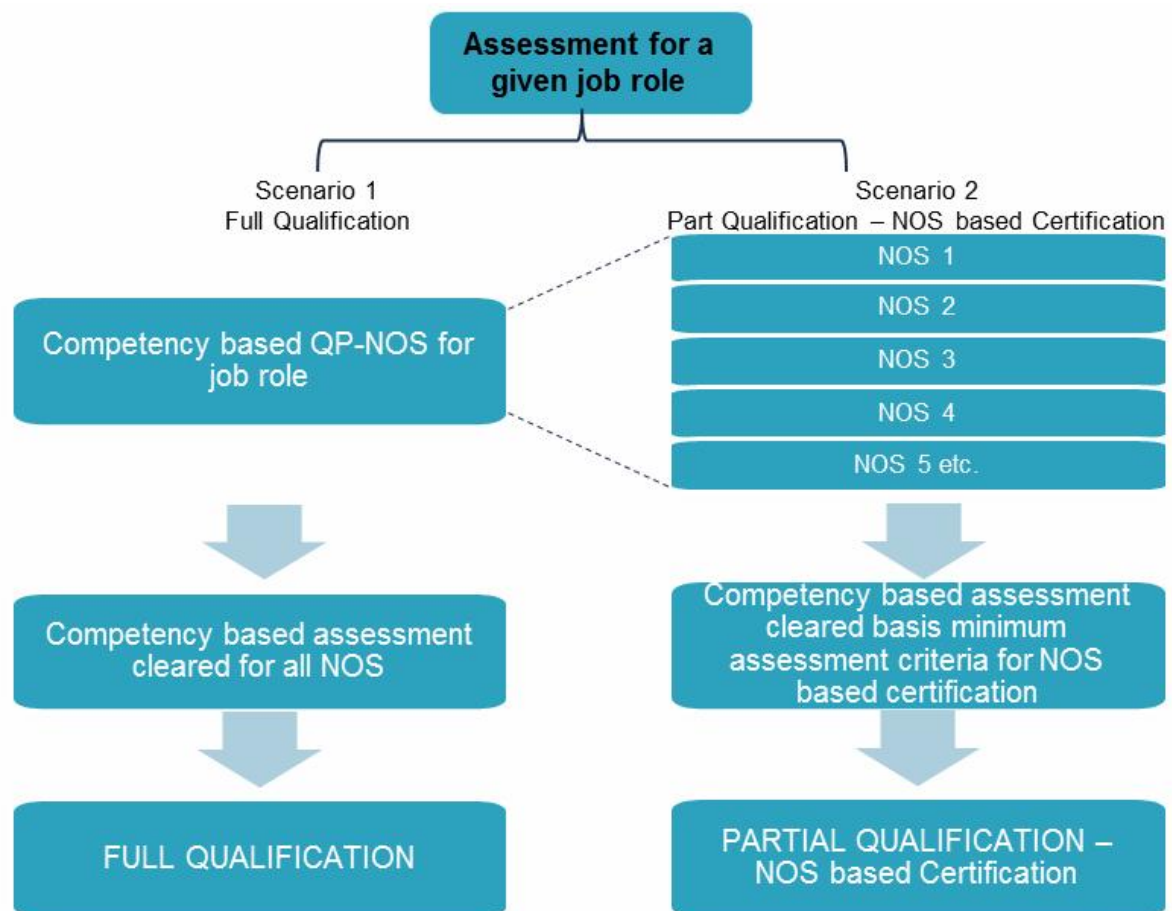 Assessment for a
given job role
Scenario 1
Full Qualification
Scenario 2
Part Qualification – NOS based Certification
Competency based QP-NOS for
job role
NOS 1
NOS 2
NOS 3
NOS 4
NOS 5 etc.
Competency based assessment
cleared for all NOS
Competency based assessment
cleared basis minimum
assessment criteria for NOS
based certification
FULL QUALIFICATION
PARTIAL QUALIFICATION –
NOS based Certification